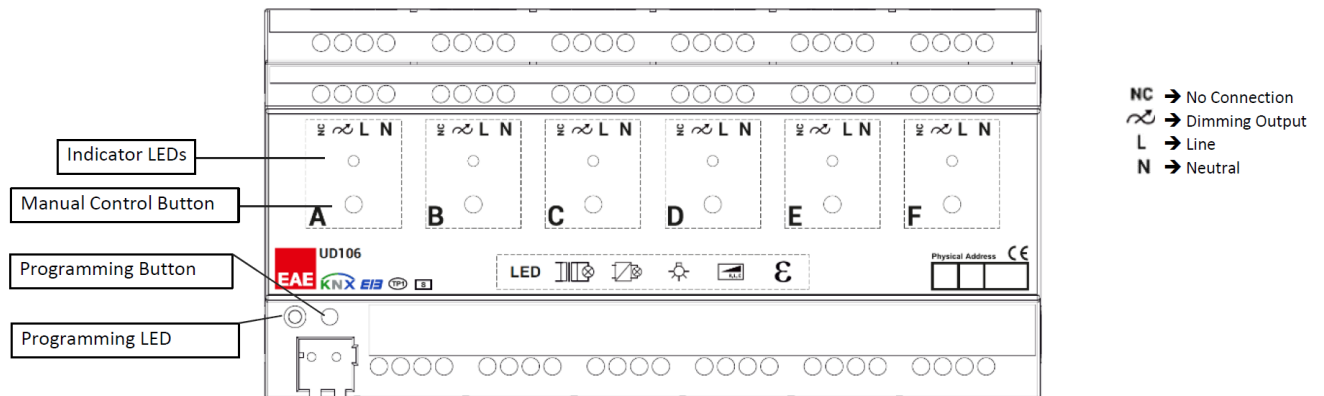 NC L N NC L N NC L N NC L N NC L N NC L N
NC → No Connection
→ Dimming Output
L → Line
N → Neutral
Indicator LEDs
Manual Control Button
A B C D E F
Programming Button
UD106
EAE KNX EIB TP1 S
LED R,L,C ε
Physical Address CE
Programming LED